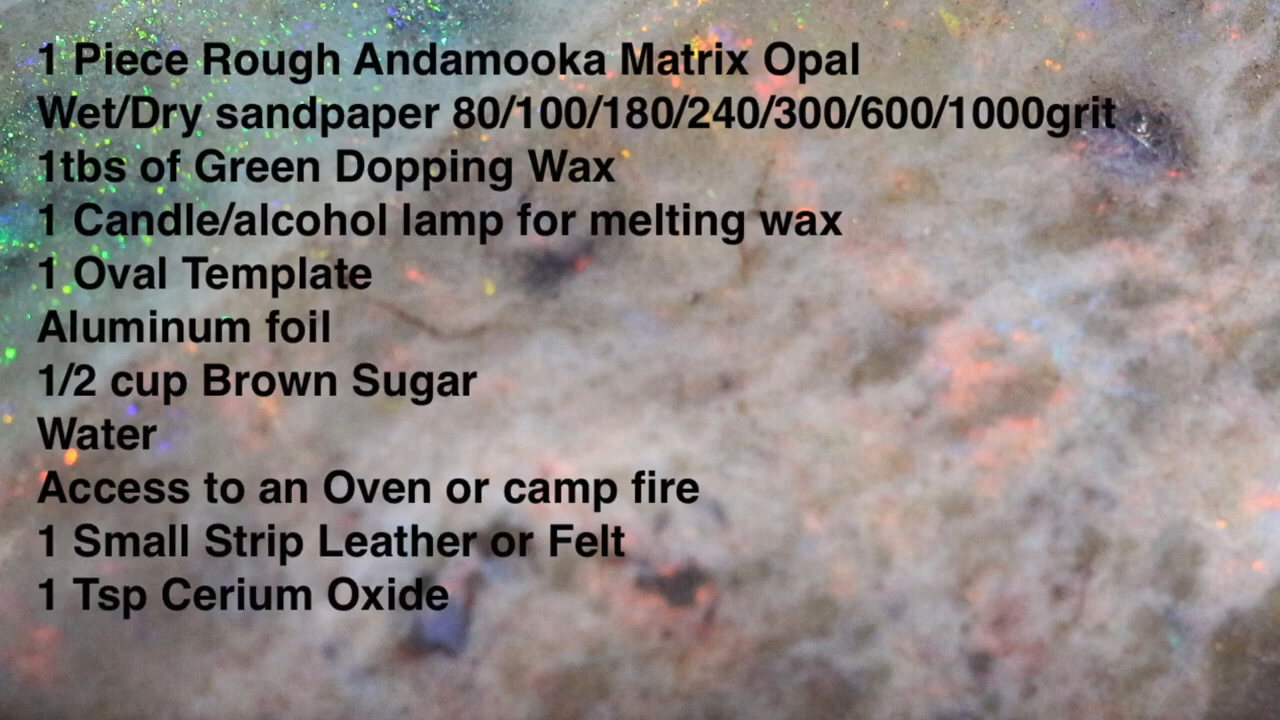 1 Piece Rough Andamooka Matrix Opal
Wet/Dry sandpaper 80/100/180/240/300/600/1000grit
1tbs of Green Dopping Wax
1 Candle/alcohol lamp for melting wax
1 Oval Template
Aluminum foil
1/2 cup Brown Sugar
Water
Access to an Oven or camp fire
1 Small Strip Leather or Felt
1 Tsp Cerium Oxide